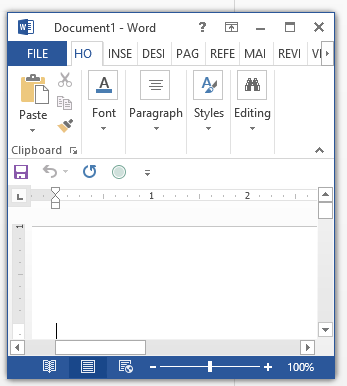 Document1 - Word ?
FILE HO INSE DESI PAG REFE MAI REVI VI
Paste Font Paragraph Styles Editing
Clipboard
1 2
1
100%